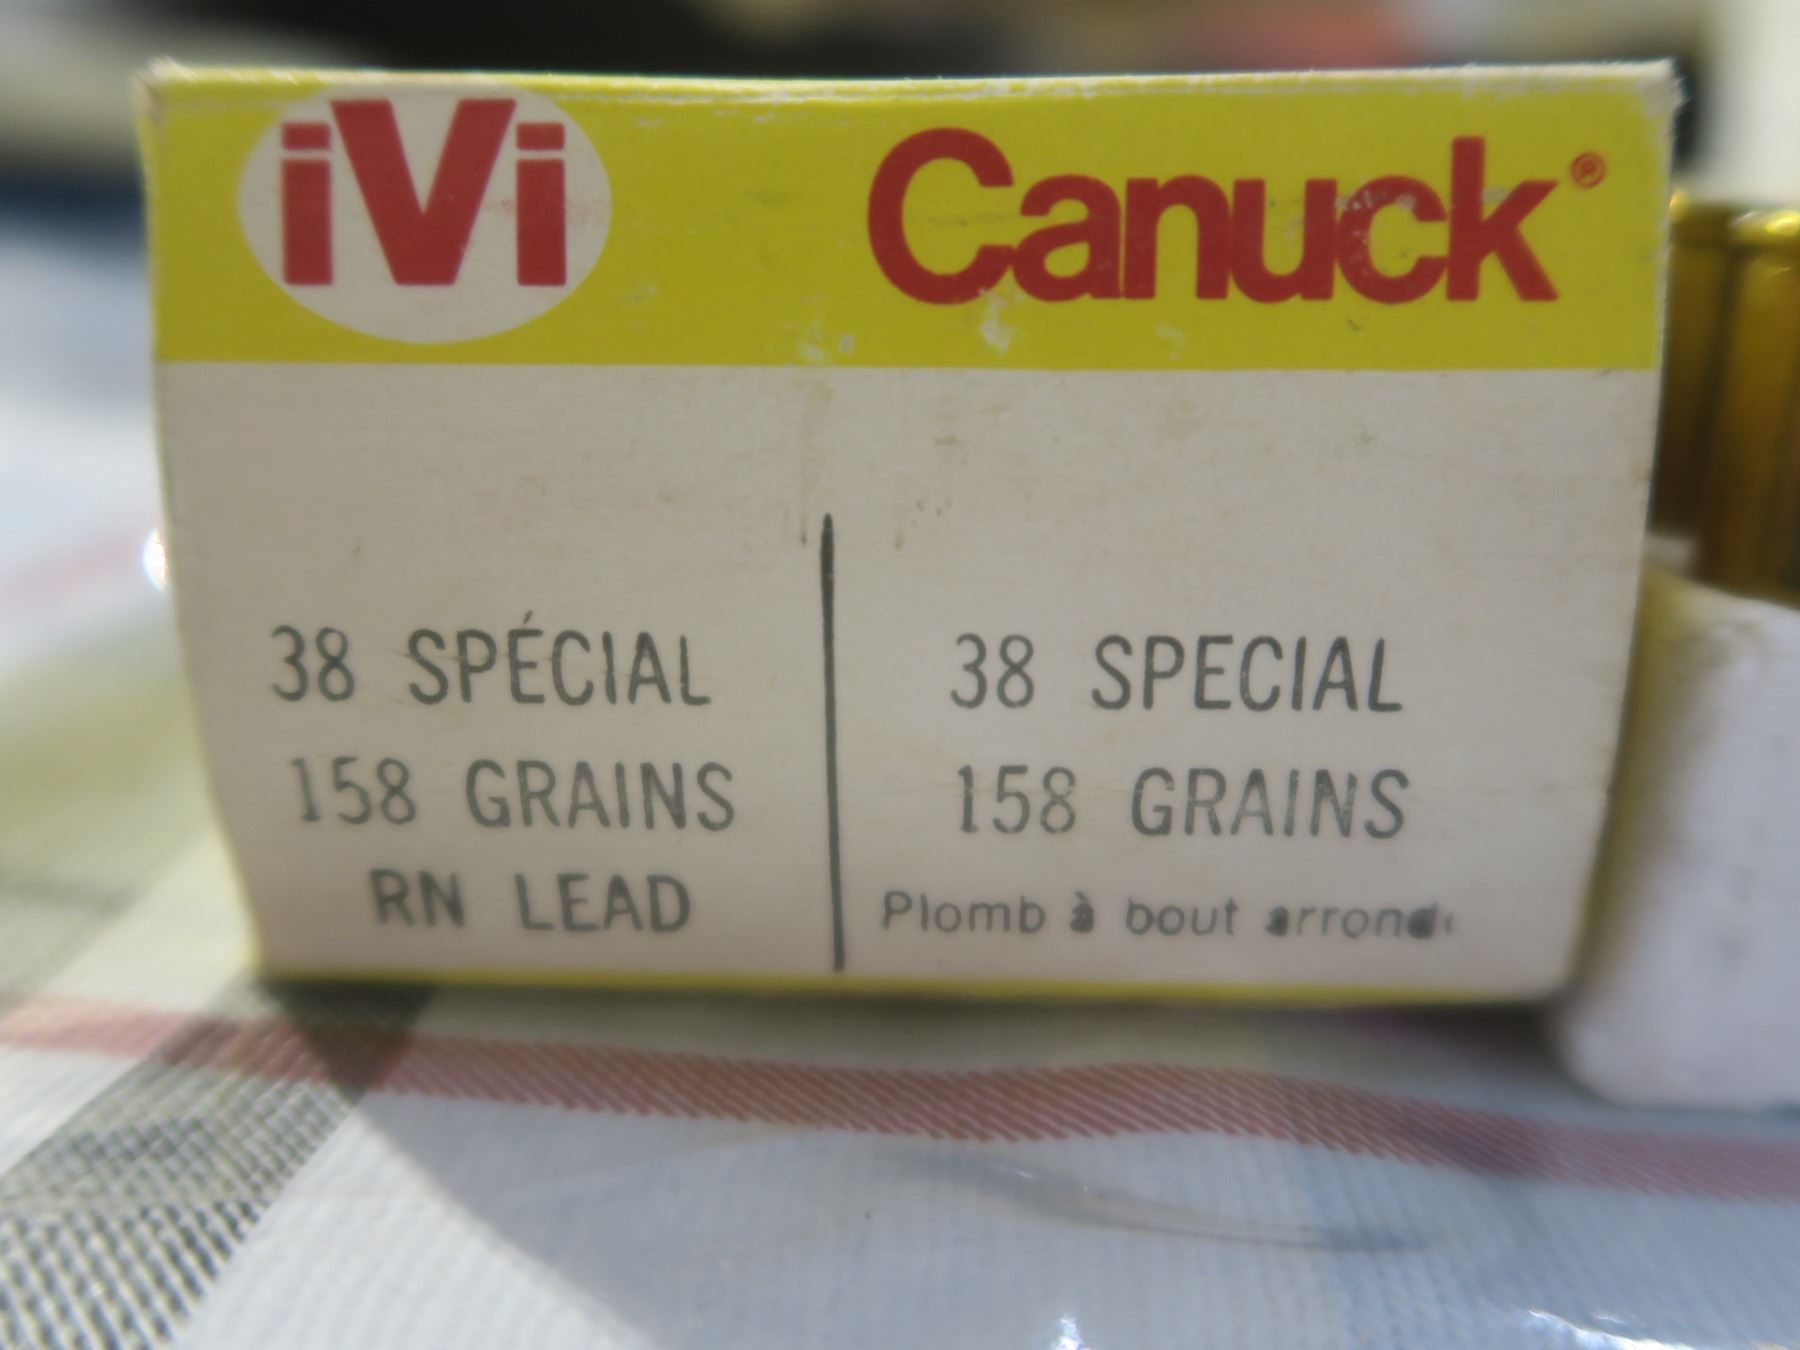 iVi
Canuck®
38 SPÉCIAL
158 GRAINS
RN LEAD
38 SPECIAL
158 GRAINS
Plomb à bout